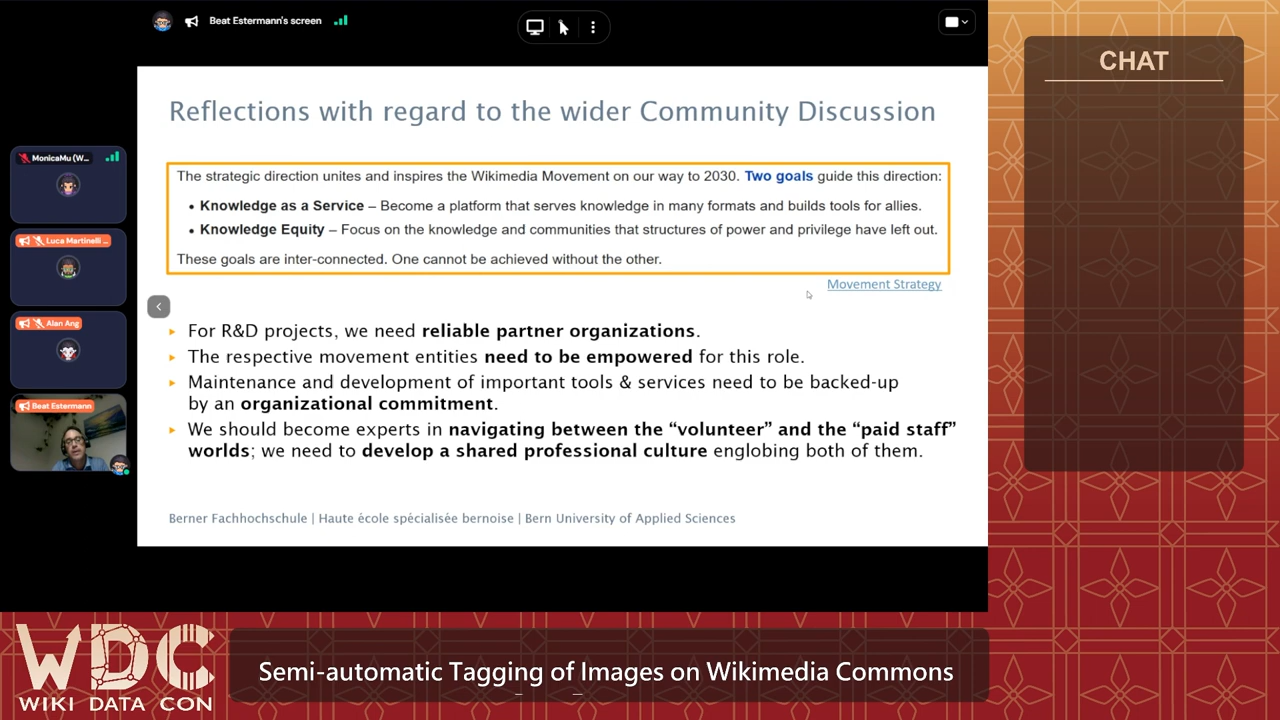 Beat Estermann's screen
MonicaMu (W...
Luca Martinelli ...
Alan Ang
Beat Estermann
Reflections with regard to the wider Community Discussion
The strategic direction unites and inspires the Wikimedia Movement on our way to 2030. Two goals guide this direction:
• Knowledge as a Service – Become a platform that serves knowledge in many formats and builds tools for allies.
• Knowledge Equity – Focus on the knowledge and communities that structures of power and privilege have left out.
These goals are inter-connected. One cannot be achieved without the other.
Movement Strategy
For R&D projects, we need reliable partner organizations.
The respective movement entities need to be empowered for this role.
Maintenance and development of important tools & services need to be backed-up
by an organizational commitment.
We should become experts in navigating between the “volunteer” and the “paid staff”
worlds; we need to develop a shared professional culture englobing both of them.
Berner Fachhochschule | Haute école spécialisée bernoise | Bern University of Applied Sciences
CHAT
WDC
WIKI DATA CON
Semi-automatic Tagging of Images on Wikimedia Commons